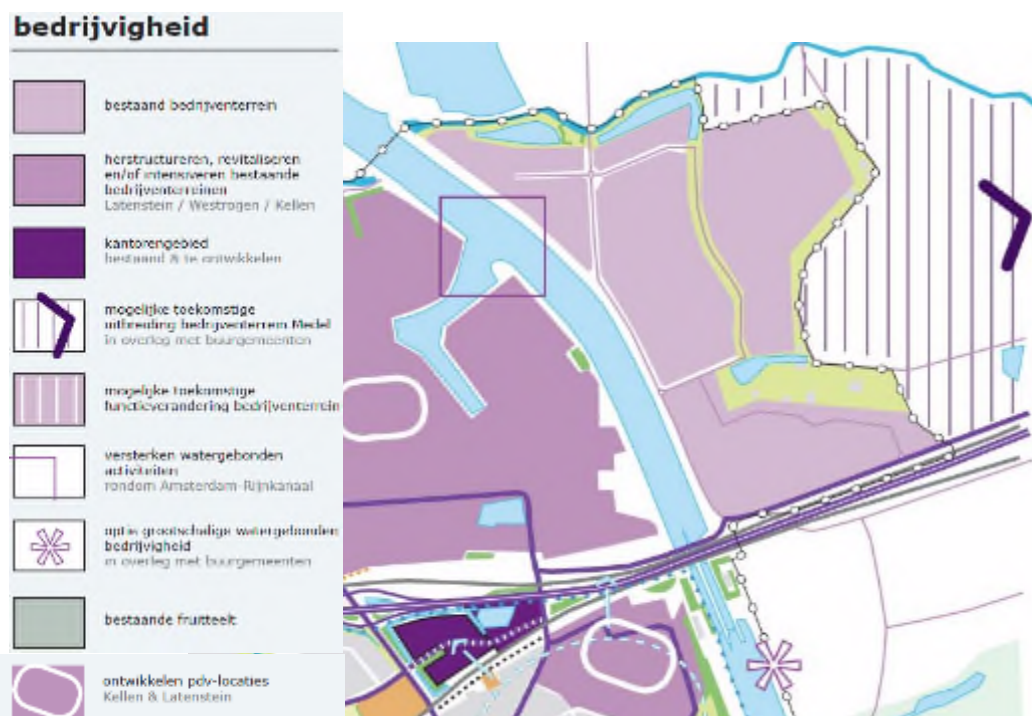 bedrijvigheid
bestaand bedrijventerrein
herstructureren, revitaliseren
en/of intensiveren bestaande
bedrijventerreinen
Latenstein / Westrogen / Kellen
kantorengebied
bestaand & te ontwikkelen
mogelijke toekomstige
uitbreiding bedrijventerrein Medel
in overleg met buurgemeenten
mogelijke toekomstige
functieverandering bedrijventerrein
versterken watergebonden
activiteiten
rondom Amsterdam-Rijnkanaal
optie grootschalige watergebonden
bedrijvigheid
in overleg met buurgemeenten
bestaande fruitteelt
ontwikkelen pdv-locaties
Kellen & Latenstein